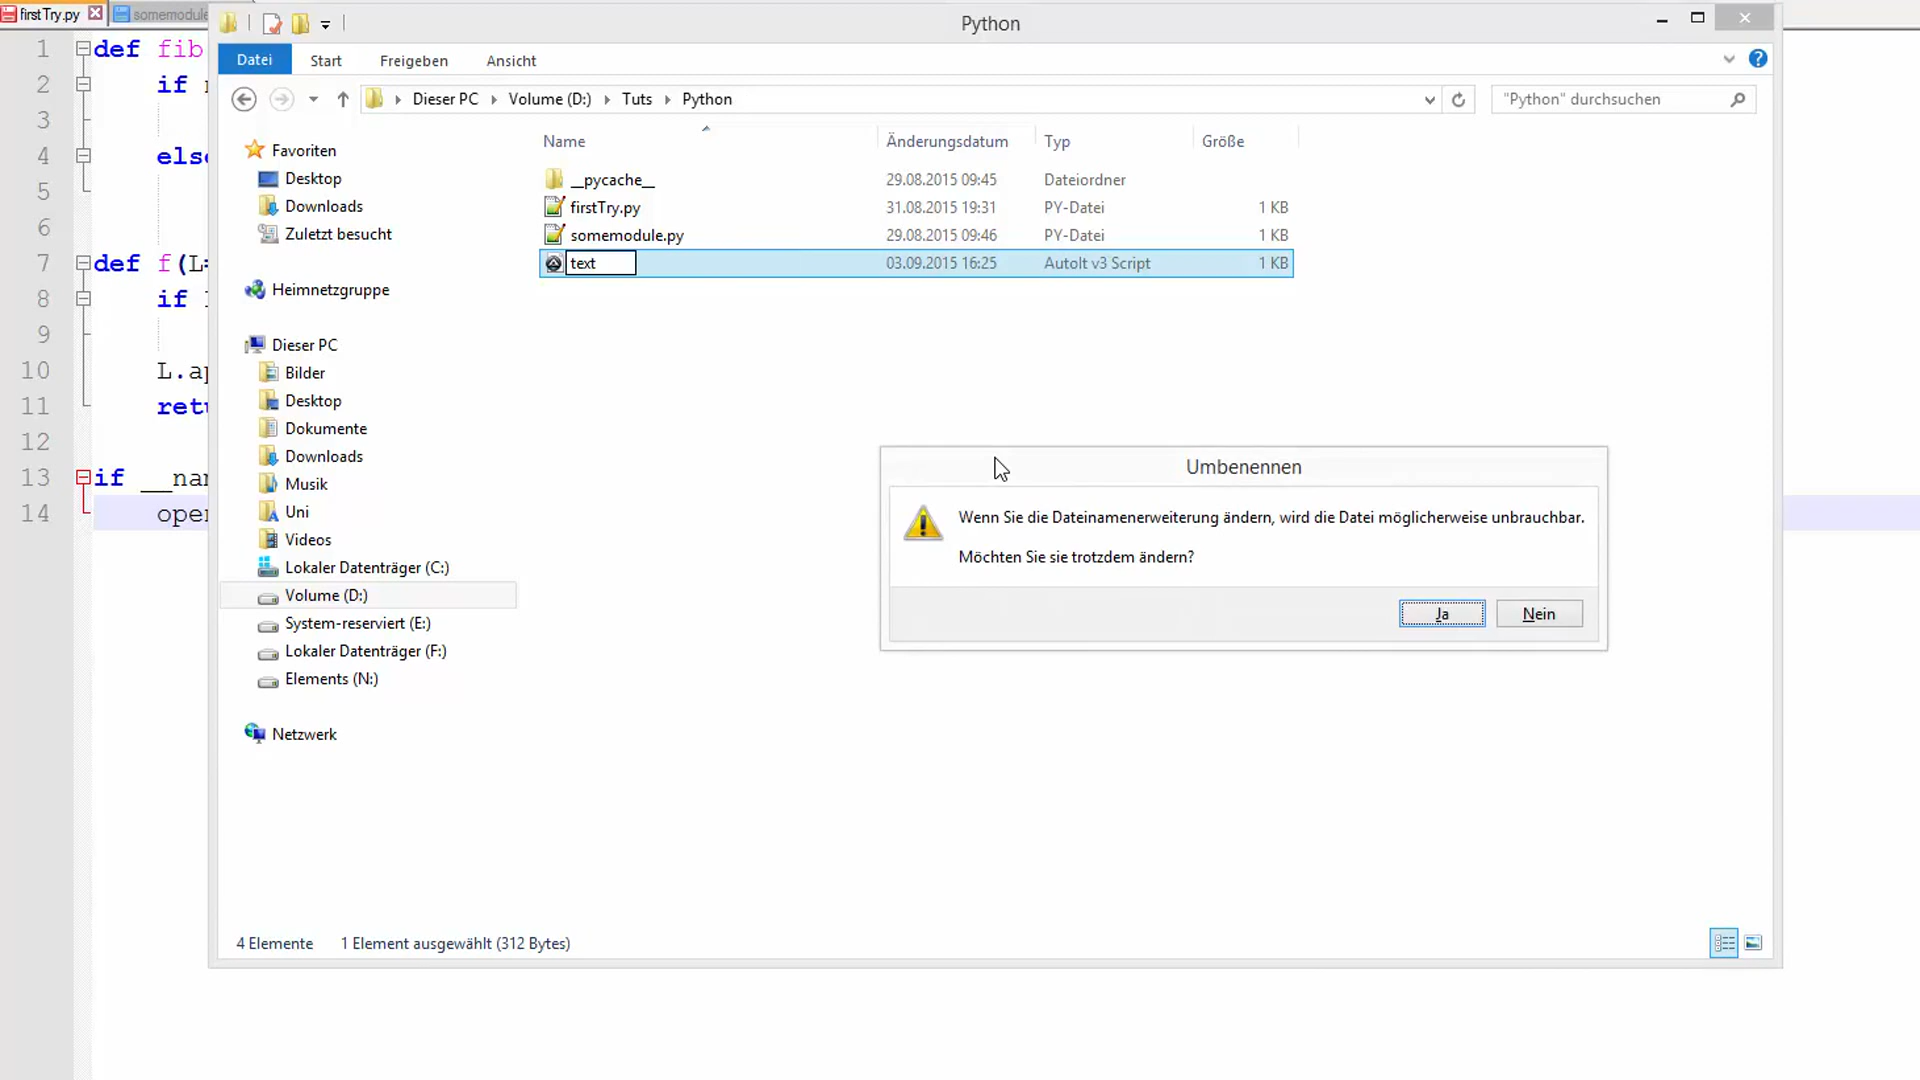 firstTry.py
somemodule
Python
Datei
Start
Freigeben
Ansicht
Dieser PC
Volume (D:)
Tuts
Python
"Python" durchsuchen
Name
Änderungsdatum
Typ
Größe
__pycache__
29.08.2015 09:45
Dateiordner
firstTry.py
31.08.2015 19:31
PY-Datei
1 KB
somemodule.py
29.08.2015 09:46
PY-Datei
1 KB
text
03.09.2015 16:25
AutoIt v3 Script
1 KB
Favoriten
Desktop
Downloads
Zuletzt besucht
Heimnetzgruppe
Dieser PC
Bilder
Desktop
Dokumente
Downloads
Musik
Uni
Videos
Lokaler Datenträger (C:)
Volume (D:)
System-reserviert (E:)
Lokaler Datenträger (F:)
Elements (N:)
Netzwerk
Umbenennen
Wenn Sie die Dateinamenerweiterung ändern, wird die Datei möglicherweise unbrauchbar.
Möchten Sie sie trotzdem ändern?
Ja
Nein
4 Elemente
1 Element ausgewählt (312 Bytes)
1 def fib
2 if
3
4 else
5
6
7 def f(L=
8 if
9
10 L.ap
11 retu
12
13 if __nam
14 open